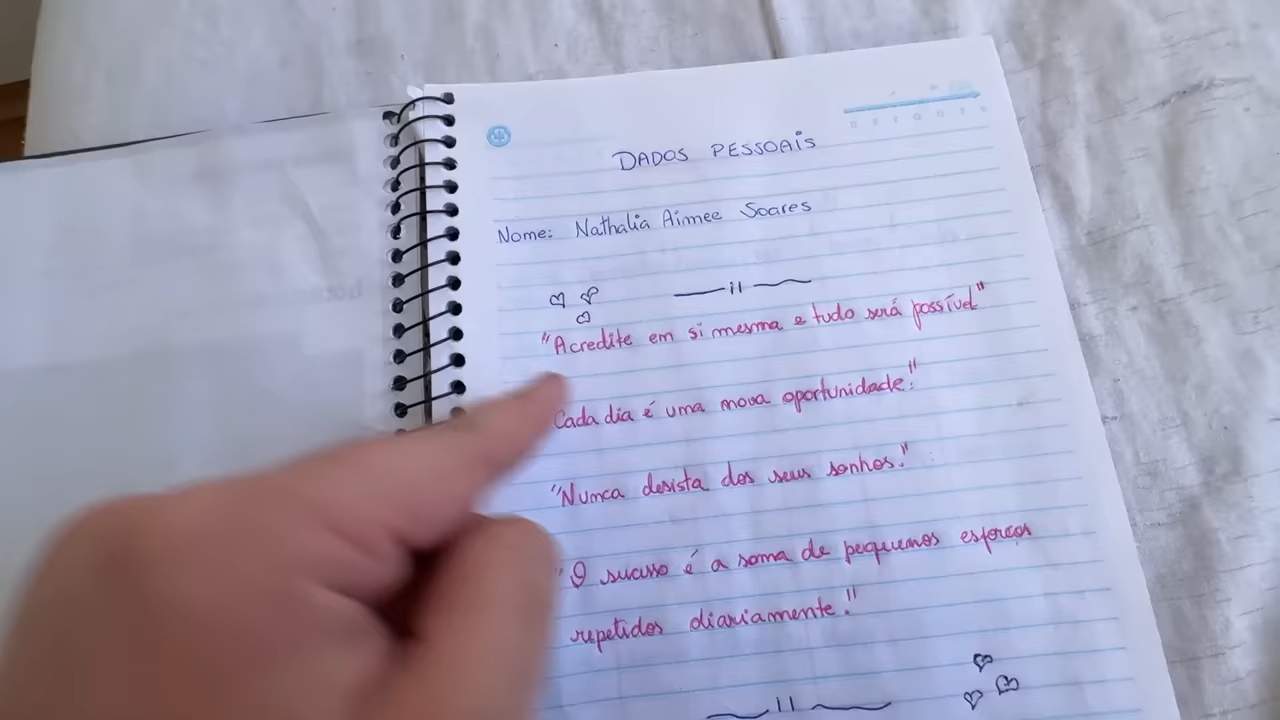 DADOS PESSOAIS
Nome: Nathalia Aimee Soares
"Acredite em si mesma e tudo será possível"
Cada dia é uma nova oportunidade!"
"Nunca desista dos seus sonhos!"
"O sucesso é a soma de pequenos esforços
repetidos diariamente!"